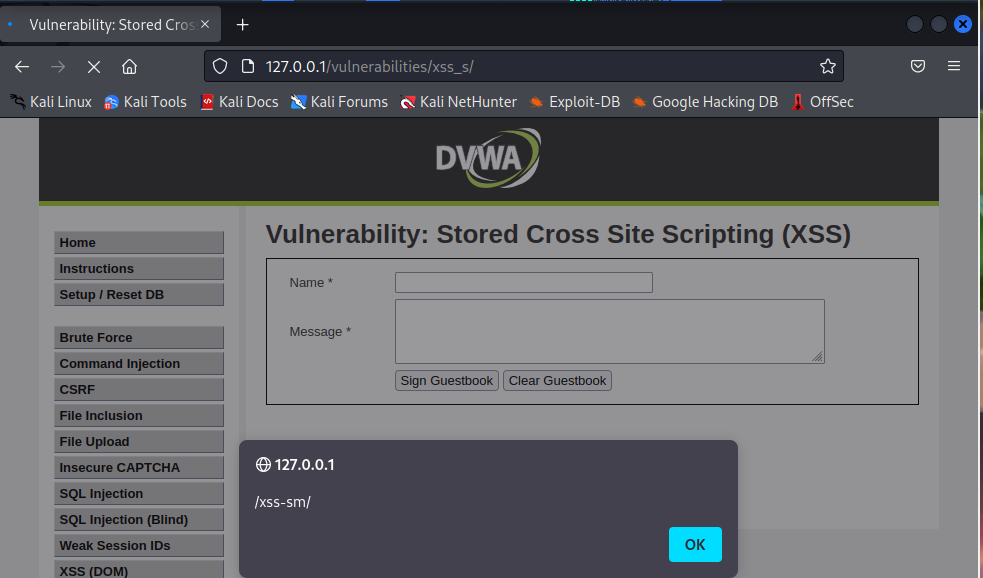 Vulnerability: Stored Cros
127.0.0.1/vulnerabilities/xss_s/
Kali Linux Kali Tools Kali Docs Kali Forums Kali NetHunter Exploit-DB Google Hacking DB OffSec
DVWA
Home
Instructions
Setup / Reset DB
Brute Force
Command Injection
CSRF
File Inclusion
File Upload
Insecure CAPTCHA
SQL Injection
SQL Injection (Blind)
Weak Session IDs
XSS (DOM)
Vulnerability: Stored Cross Site Scripting (XSS)
Name *
Message *
Sign Guestbook Clear Guestbook
127.0.0.1
/xss-sm/
OK